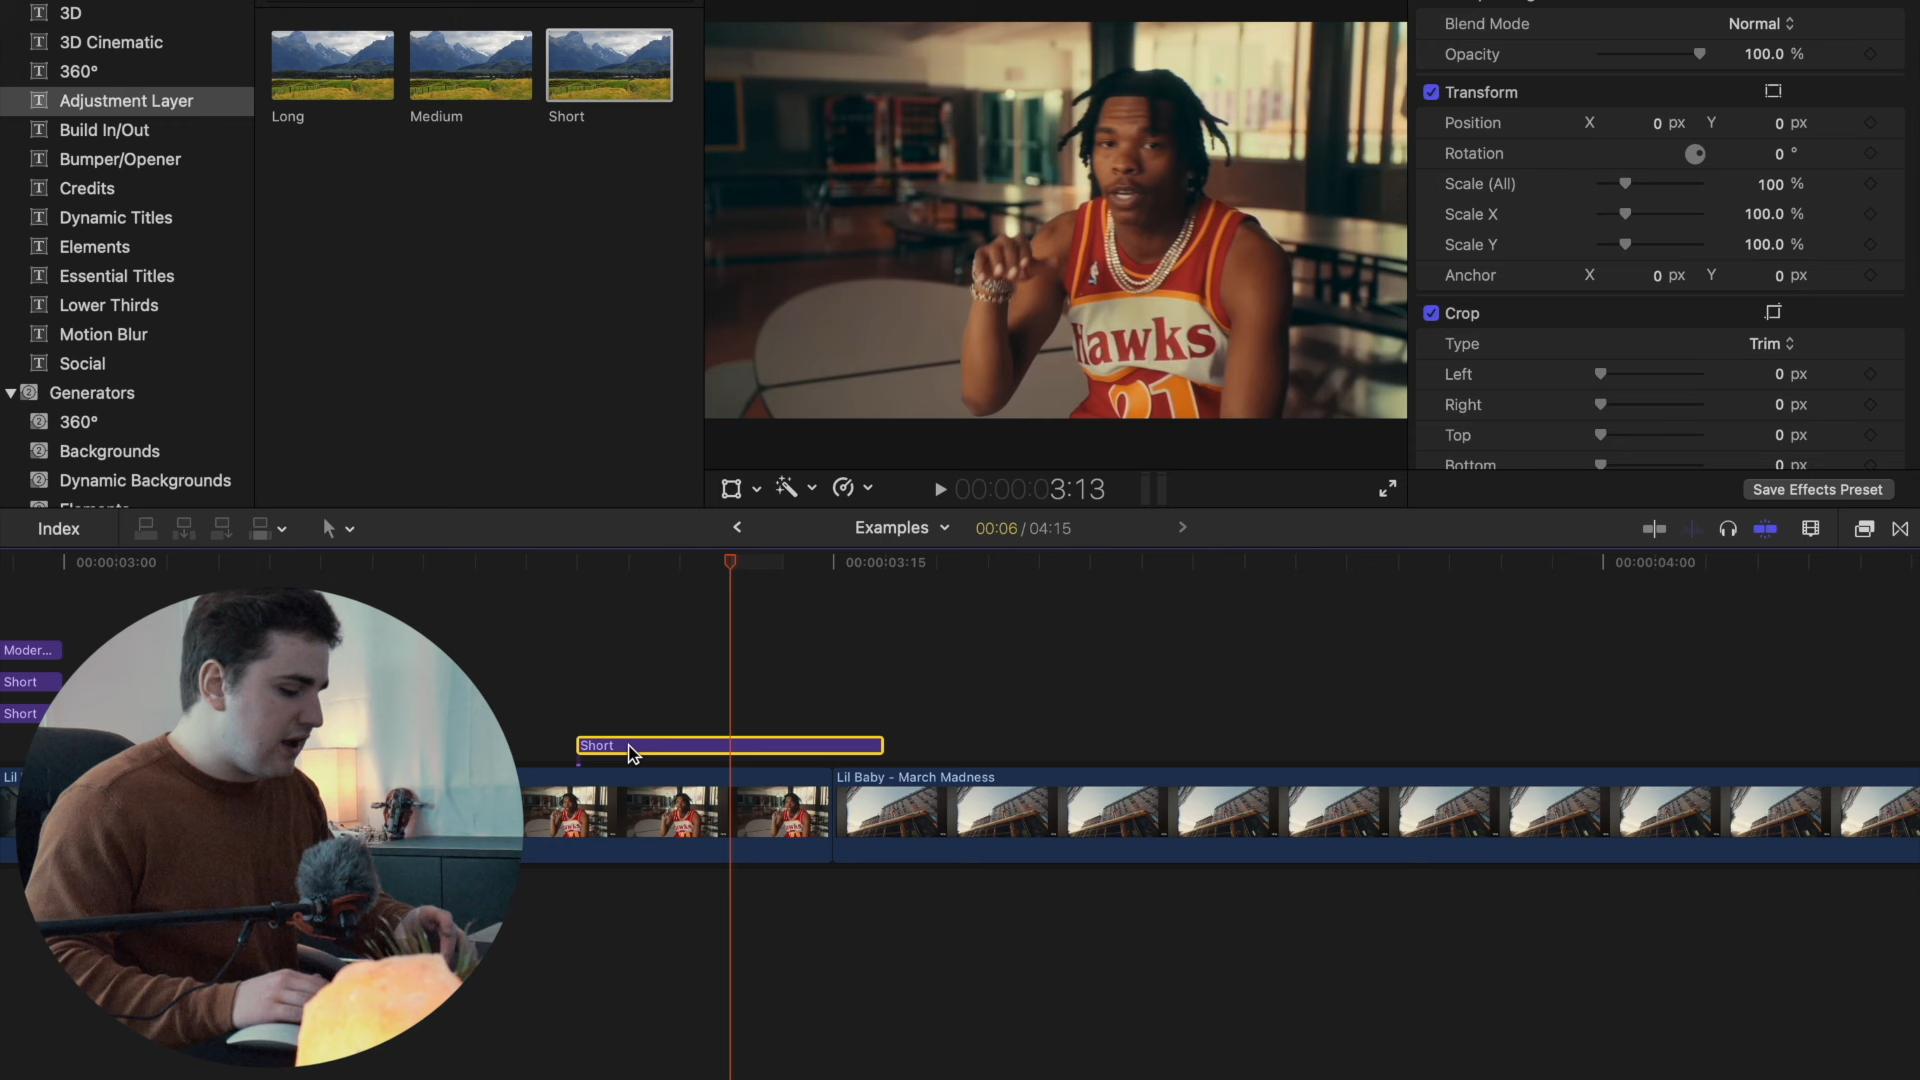 3D
3D Cinematic
360°
Adjustment Layer
Build In/Out
Bumper/Opener
Credits
Dynamic Titles
Elements
Essential Titles
Lower Thirds
Motion Blur
Social
Generators
360°
Backgrounds
Dynamic Backgrounds
Long
Medium
Short
Hawks
21
Blend Mode Normal
Opacity 100.0 %
Transform
Position X 0 px Y 0 px
Rotation 0 °
Scale (All) 100 %
Scale X 100.0 %
Scale Y 100.0 %
Anchor X 0 px Y 0 px
Crop
Type Trim
Left 0 px
Right 0 px
Top 0 px
Bottom 0 px
Save Effects Preset
00:00:03:13
Index
Examples 00:06 / 04:15
00:00:03:00 00:00:03:15 00:00:04:00
Moder...
Short
Short
Short
Lil
Lil Baby - March Madness